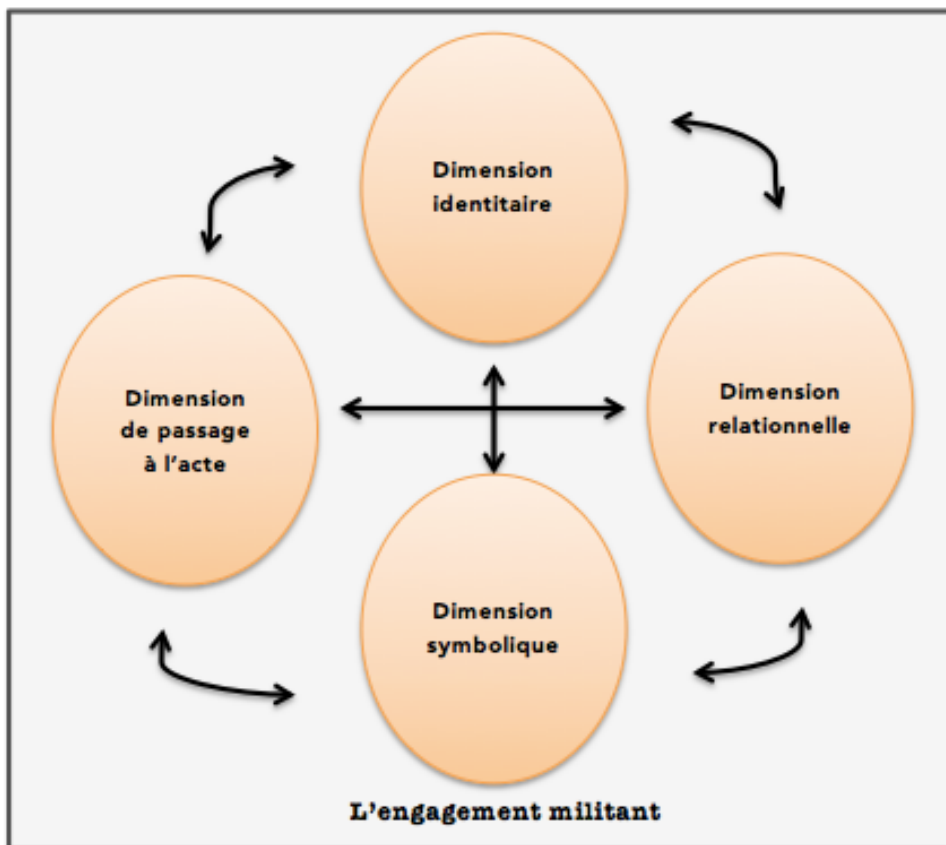 Dimension
identitaire
Dimension
de passage
à l'acte
Dimension
relationnelle
Dimension
symbolique
L'engagement militant